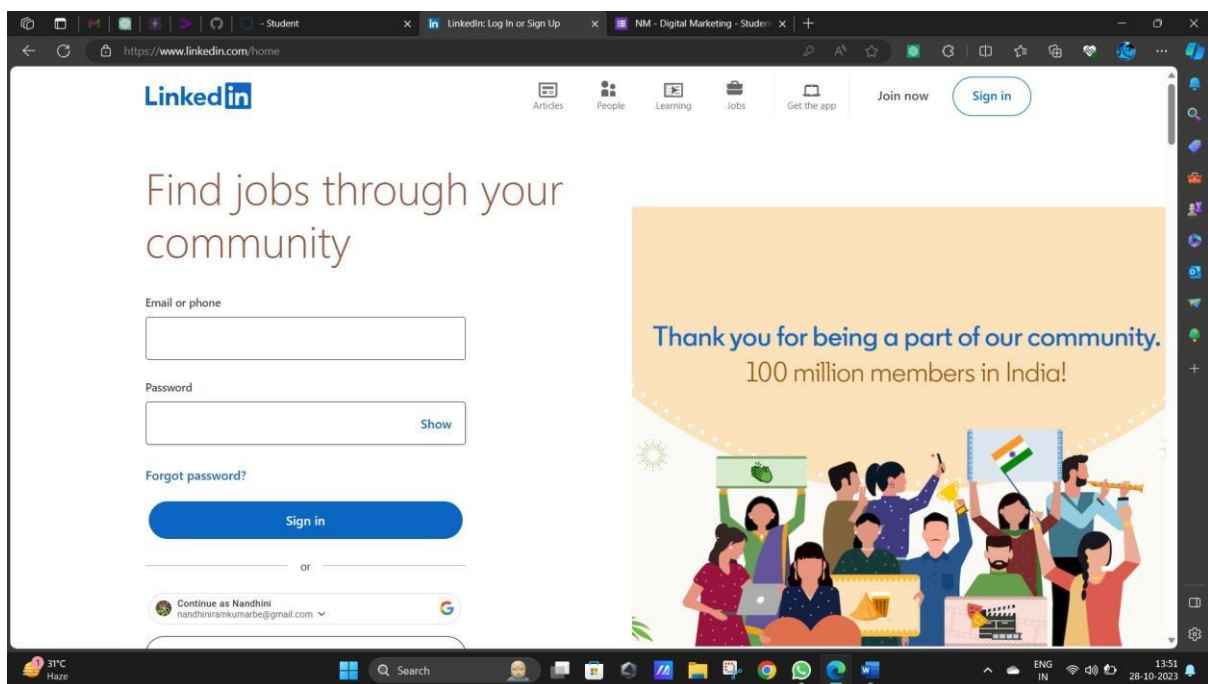 - Student
LinkedIn: Log In or Sign Up
NM - Digital Marketing - Studen
https://www.linkedin.com/home
Linked in
Articles
People
Learning
Jobs
Get the app
Join now
Sign in
Find jobs through your
community
Email or phone
Password
Show
Forgot password?
Sign in
or
Continue as Nandhini
nandhiniramkumarbe@gmail.com
Thank you for being a part of our community.
100 million members in India!
1
31°C
Haze
Search
ENG
IN
13:51
28-10-2023